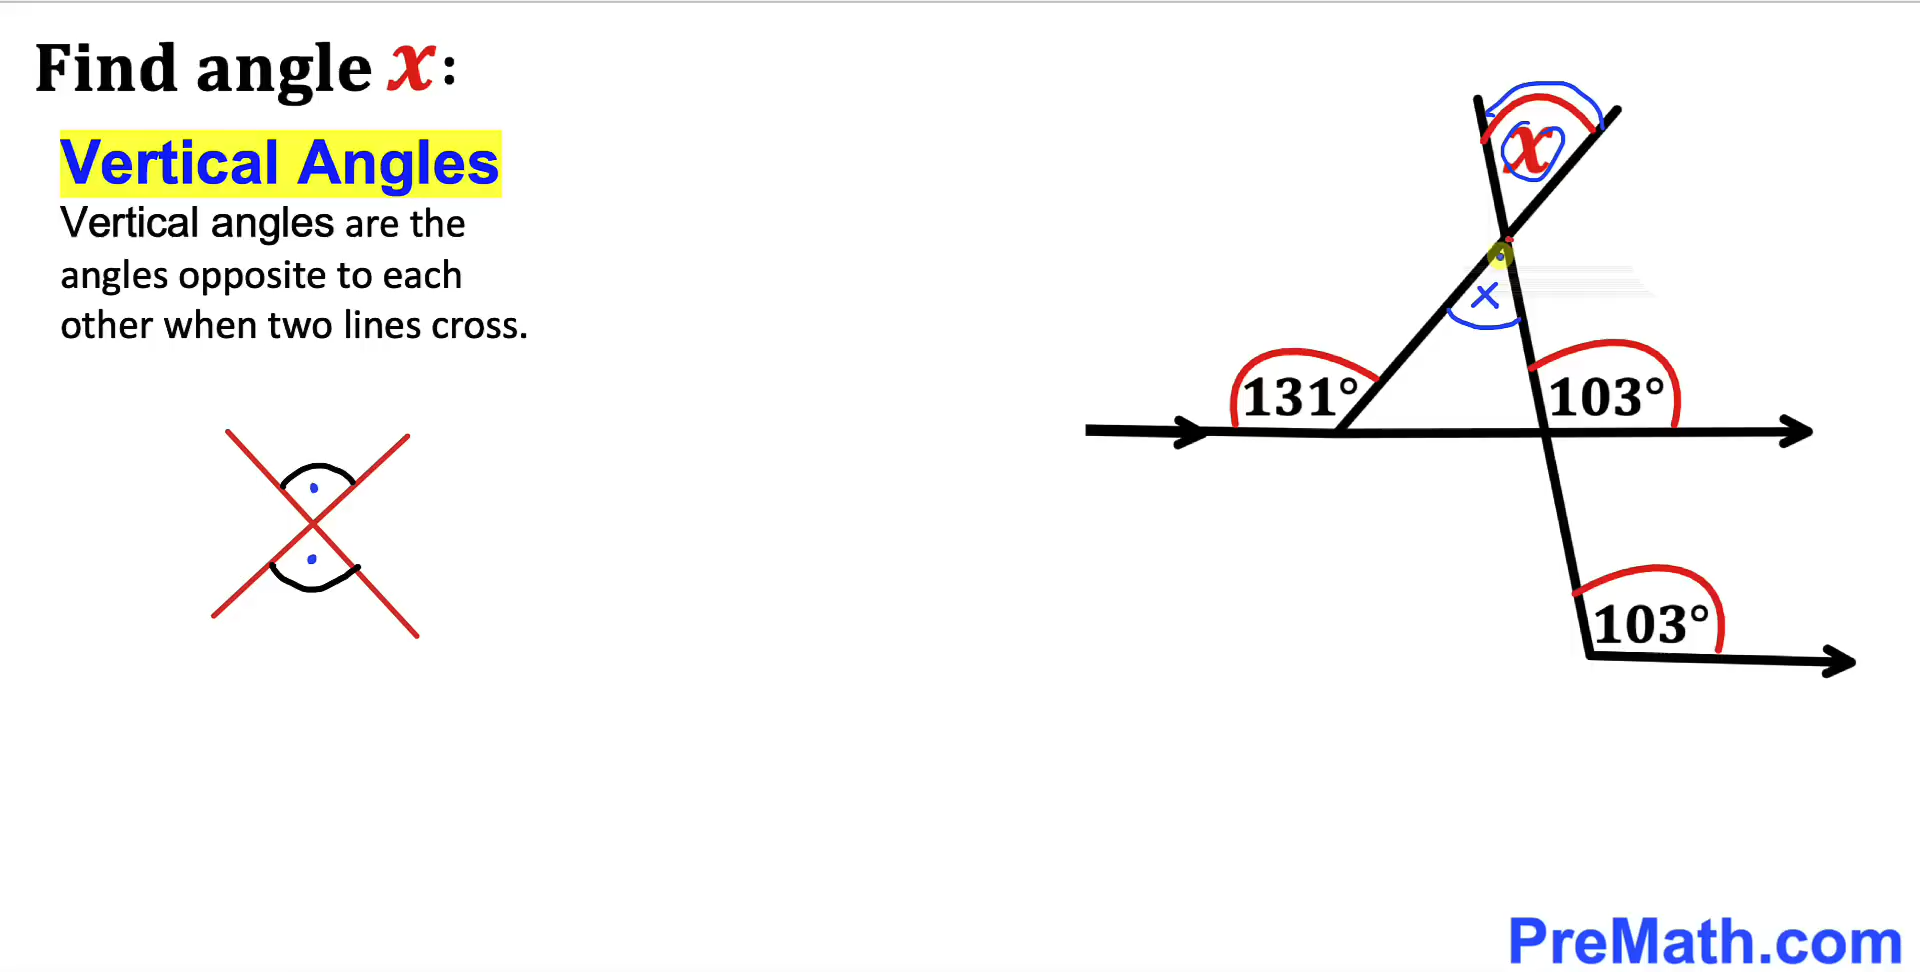 Find angle x:
Vertical Angles
Vertical angles are the
angles opposite to each
other when two lines cross.
x
x
131°
103°
103°
PreMath.com